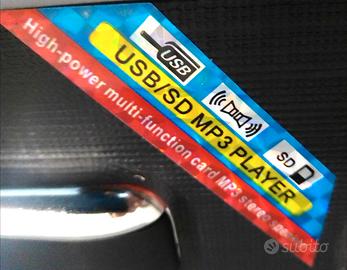 USB
SD
USB/SD MP3 PLAYER
High-power multi-function card MP3 stereo
subito